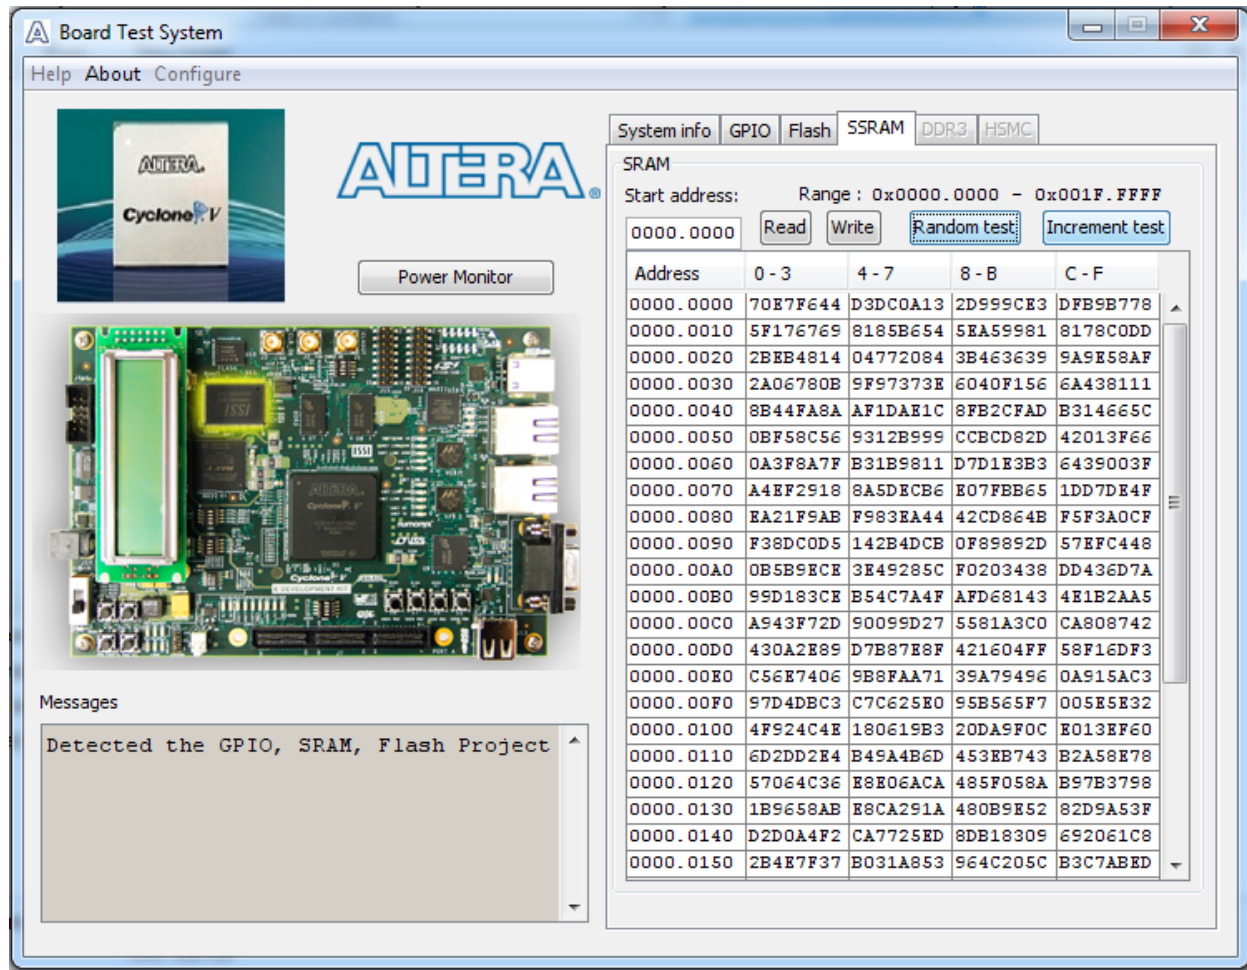 Board Test System
Help About Configure
ALTERA.
Cyclone V
ALTERA®
Power Monitor
ISSI
ISSI
ALTERA.
Cyclone V
Cyclone V
Messages
Detected the GPIO, SRAM, Flash Project
System info GPIO Flash SSRAM DDR3 HSMC
SRAM
Start address: Range : 0x0000.0000 - 0x001F.FFFF
0000.0000 Read Write Random test Increment test
Address 0 - 3 4 - 7 8 - B C - F
0000.0000 70E7F644 D3DC0A13 2D999CE3 DFB9B778
0000.0010 5F176769 8185B654 5EA59981 8178C0DD
0000.0020 2BEB4814 04772084 3B463639 9A9E58AF
0000.0030 2A06780B 9F97373E 6040F156 6A438111
0000.0040 8B44FA8A AF1DAE1C 8FB2CFAD B314665C
0000.0050 0BF58C56 9312B999 CCBCD82D 42013F66
0000.0060 0A3F8A7F B31B9811 D7D1E3B3 6439003F
0000.0070 A4EF2918 8A5DECB6 E07FBB65 1DD7DE4F
0000.0080 EA21F9AB F983EA44 42CD864B F5F3A0CF
0000.0090 F38DC0D5 142B4DCB 0F89892D 57EFC448
0000.00A0 0B5B9ECE 3E49285C F0203438 DD436D7A
0000.00B0 99D183CE B54C7A4F AFD68143 4E1B2AA5
0000.00C0 A943F72D 90099D27 5581A3C0 CA808742
0000.00D0 430A2E89 D7B87E8F 421604FF 58F16DF3
0000.00E0 C56E7406 9B8FAA71 39A79496 0A915AC3
0000.00F0 97D4DBC3 C7C625E0 95B565F7 005E5E32
0000.0100 4F924C4E 180619B3 20DA9F0C E013EF60
0000.0110 6D2DD2E4 B49A4B6D 453EB743 B2A58E78
0000.0120 57064C36 E8E06ACA 485F058A B97B3798
0000.0130 1B9658AB E8CA291A 480B9E52 82D9A53F
0000.0140 D2D0A4F2 CA7725ED 8DB18309 692061C8
0000.0150 2B4E7F37 B031A853 964C205C B3C7ABED